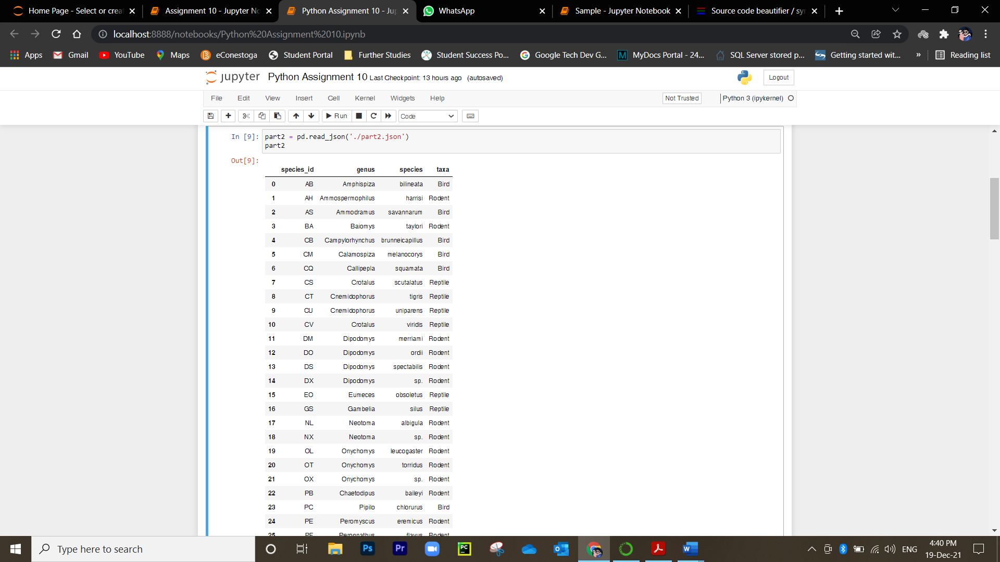 Home Page - Select or creat
Assignment 10 - Jupyter No
Python Assignment 10 - Jup
WhatsApp
Sample - Jupyter Notebook
Source code beautifier / syn
localhost:8888/notebooks/Python%20Assignment%2010.ipynb
Apps Gmail YouTube Maps eConestoga Student Portal Further Studies Student Success Po... Google Tech Dev G... MyDocs Portal - 24... SQL Server stored p... Getting started wit... » Reading list
jupyter Python Assignment 10 Last Checkpoint: 13 hours ago (autosaved) Logout
File Edit View Insert Cell Kernel Widgets Help Not Trusted Python 3 (ipykernel)
Run Code
In [9]: part2 = pd.read_json('./part2.json')
part2
Out[9]:
species_id genus species taxa
0 AB Amphispiza bilineata Bird
1 AH Ammospermophilus harrisi Rodent
2 AS Ammodramus savannarum Bird
3 BA Baiomys taylori Rodent
4 CB Campylorhynchus brunneicapillus Bird
5 CM Calamospiza melanocorys Bird
6 CQ Callipepla squamata Bird
7 CS Crotalus scutalatus Reptile
8 CT Cnemidophorus tigris Reptile
9 CU Cnemidophorus uniparens Reptile
10 CV Crotalus viridis Reptile
11 DM Dipodomys merriami Rodent
12 DO Dipodomys ordii Rodent
13 DS Dipodomys spectabilis Rodent
14 DX Dipodomys sp. Rodent
15 EO Eumeces obsoletus Reptile
16 GS Gambelia silus Reptile
17 NL Neotoma albigula Rodent
18 NX Neotoma sp. Rodent
19 OL Onychomys leucogaster Rodent
20 OT Onychomys torridus Rodent
21 OX Onychomys sp. Rodent
22 PB Chaetodipus baileyi Rodent
23 PC Pipilo chlorurus Bird
24 PE Peromyscus eremicus Rodent
25 PF Perognathus flavus Rodent
Type here to search
Ps Pr PC W
ENG
4:40 PM
19-Dec-21